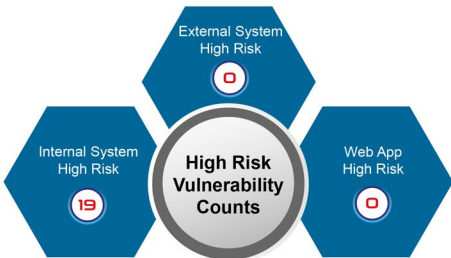 External System
High Risk
0
Internal System
High Risk
19
High Risk
Vulnerability
Counts
Web App
High Risk
0